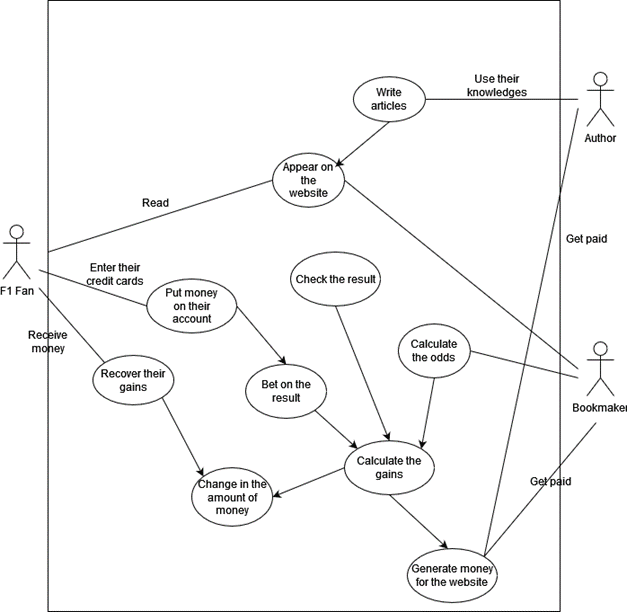 Write
articles
Use their
knowledges
Author
Appear on
the
website
Read
Get paid
F1 Fan
Enter their
credit cards
Check the result
Put money
on their
account
Receive
money
Calculate
the odds
Recover their
gains
Bet on the
result
Bookmaker
Calculate the
gains
Change in the
amount of
money
Get paid
Generate money
for the website